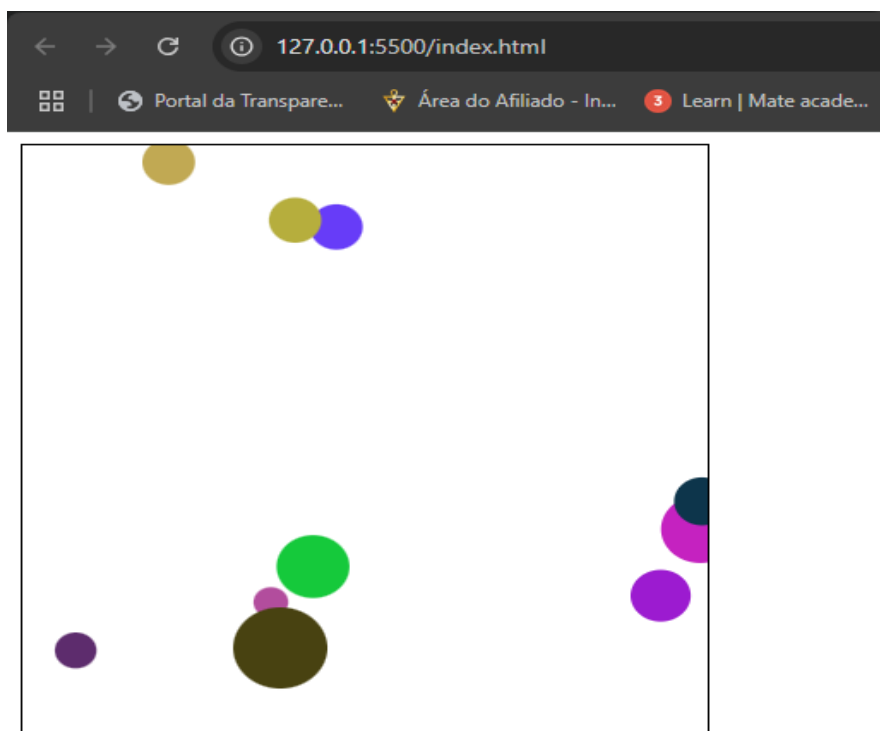 127.0.0.1:5500/index.html
Portal da Transpare... Área do Afiliado - In... 3 Learn | Mate acade...